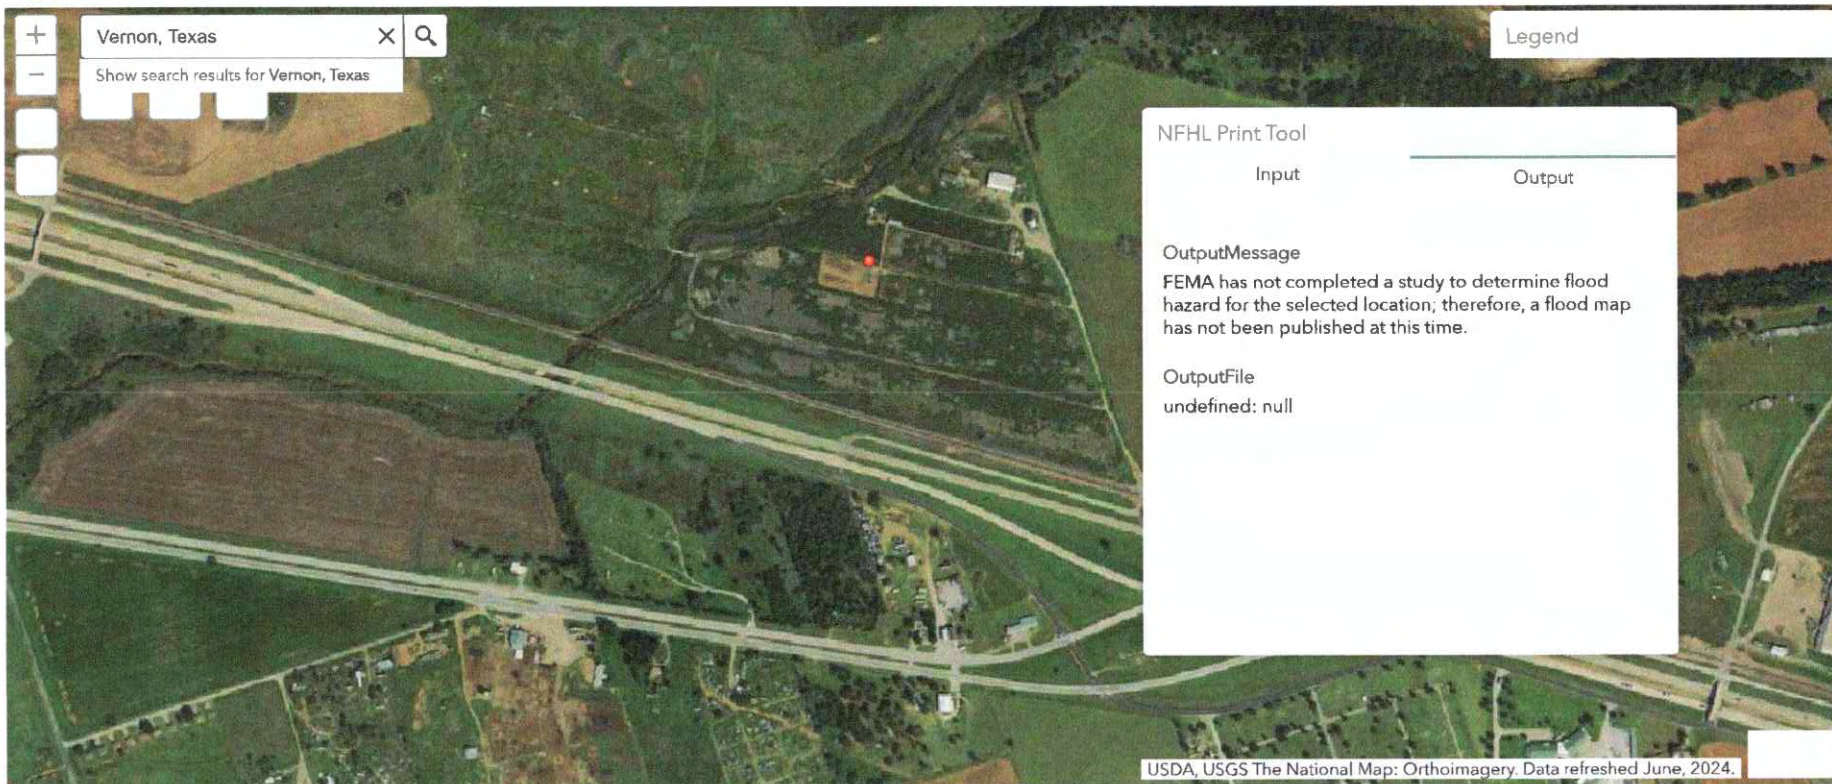 +
Vernon, Texas
Show search results for Vernon, Texas
−
Legend
NFHL Print Tool
Input
Output
OutputMessage
FEMA has not completed a study to determine flood
hazard for the selected location; therefore, a flood map
has not been published at this time.
OutputFile
undefined: null
USDA, USGS The National Map: Orthoimagery. Data refreshed June, 2024.